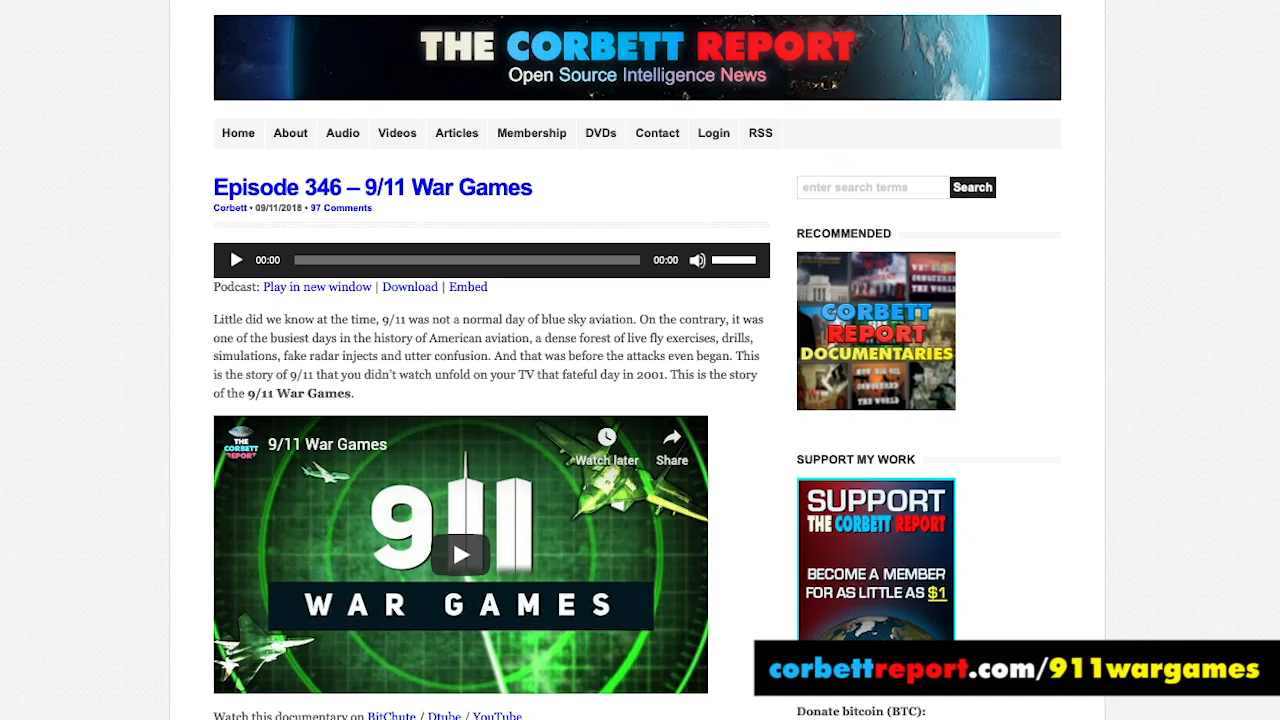 THE CORBETT REPORT
Open Source Intelligence News
Home About Audio Videos Articles Membership DVDs Contact Login RSS
Episode 346 – 9/11 War Games
Corbett • 09/11/2018 • 97 Comments
00:00 00:00
Podcast: Play in new window | Download | Embed
Little did we know at the time, 9/11 was not a normal day of blue sky aviation. On the contrary, it was
one of the busiest days in the history of American aviation, a dense forest of live fly exercises, drills,
simulations, fake radar injects and utter confusion. And that was before the attacks even began. This
is the story of 9/11 that you didn’t watch unfold on your TV that fateful day in 2001. This is the story
of the 9/11 War Games.
THE
CORBETT
REPORT
9/11 War Games
Watch later
Share
911
WAR GAMES
Watch this documentary on BitChute / Dtube / YouTube
enter search terms
Search
RECOMMENDED
CORBETT
REPORT
DOCUMENTARIES
SUPPORT MY WORK
SUPPORT
THE CORBETT REPORT
BECOME A MEMBER
FOR AS LITTLE AS $1
corbettreport.com/911wargames
Donate bitcoin (BTC):